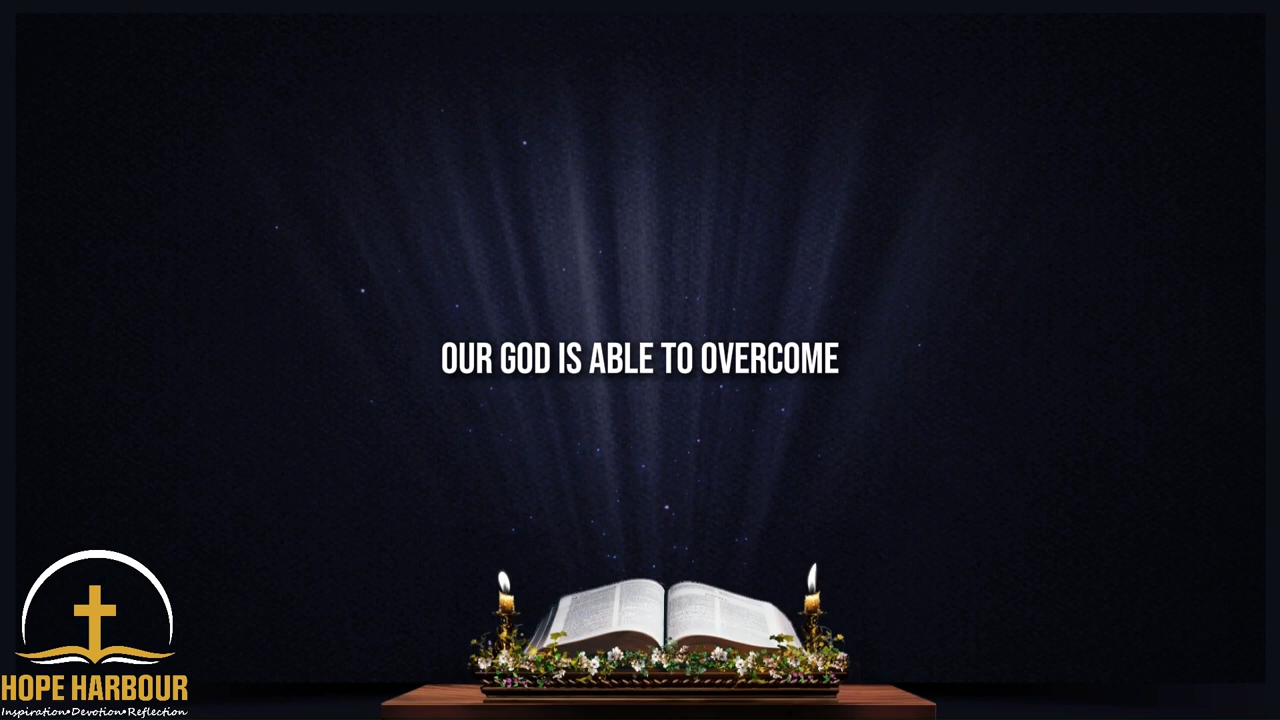 OUR GOD IS ABLE TO OVERCOME
HOPE HARBOUR
Inspiration•Devotion•Reflection